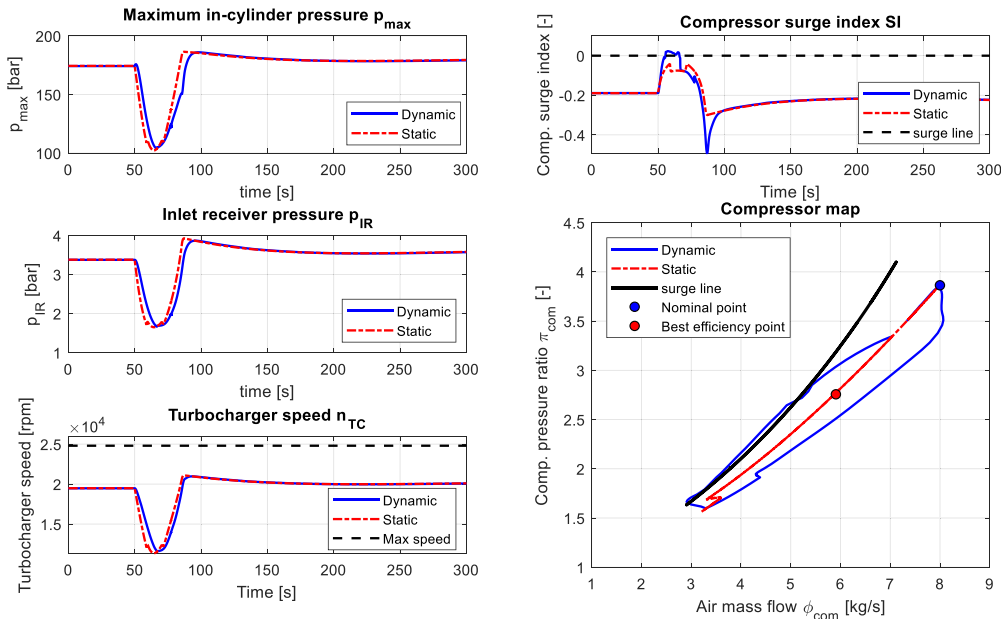 Maximum in-cylinder pressure p_max
200
150
100
p_max [bar]
Dynamic
Static
0 50 100 150 200 250 300
time [s]
Inlet receiver pressure p_IR
4
3
2
1
p_IR [bar]
Dynamic
Static
0 50 100 150 200 250 300
time [s]
Turbocharger speed n_TC
×10^4
2.5
2
1.5
Turbocharger speed [rpm]
Dynamic
Static
Max speed
0 50 100 150 200 250 300
Time [s]
Compressor surge index SI
0
-0.2
-0.4
Comp. surge index [-]
Dynamic
Static
surge line
0 50 100 150 200 250 300
Time [s]
Compressor map
4.5
4
3.5
3
2.5
2
1.5
1
Comp. pressure ratio π_com [-]
Dynamic
Static
surge line
Nominal point
Best efficiency point
1 2 3 4 5 6 7 8 9
Air mass flow ϕ_com [kg/s]